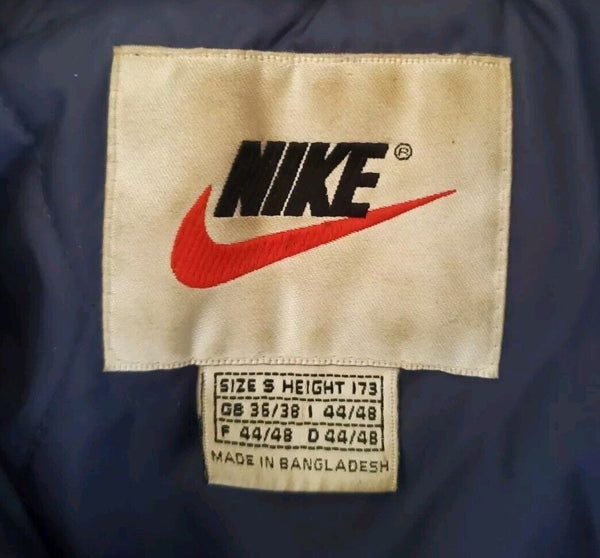 NIKE ®
SIZE S HEIGHT 173
GB 36/38 I 44/48
F 44/48 D 44/48
MADE IN BANGLADESH